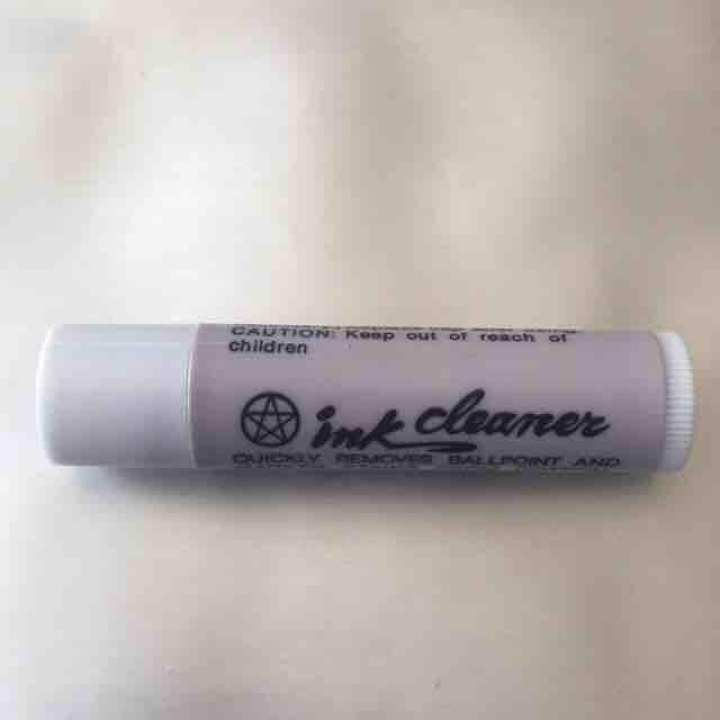 CAUTION: Keep out of reach of
children
ink cleaner
QUICKLY REMOVES BALLPOINT AND